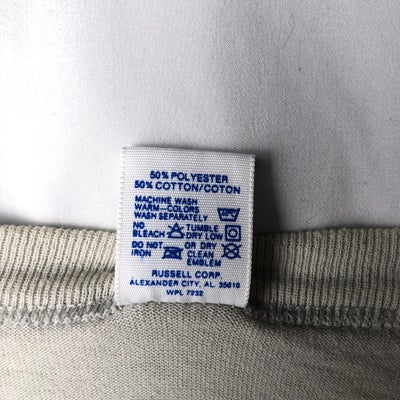 50% POLYESTER
50% COTTON/COTON
MACHINE WASH
WARM-COLORS
WASH SEPARATELY
NO BLEACH TUMBLE DRY LOW
DO NOT IRON OR DRY CLEAN EMBLEM
RUSSELL CORP.
ALEXANDER CITY, AL. 35010
WPL 7232